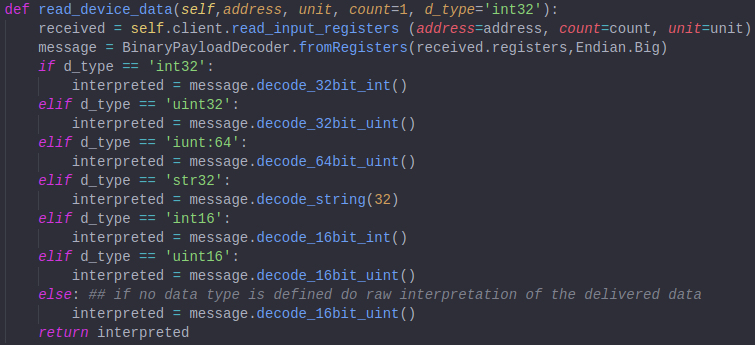 def read_device_data(self,address, unit, count=1, d_type='int32'):
    received = self.client.read_input_registers (address=address, count=count, unit=unit)
    message = BinaryPayloadDecoder.fromRegisters(received.registers,Endian.Big)
    if d_type == 'int32':
        interpreted = message.decode_32bit_int()
    elif d_type == 'uint32':
        interpreted = message.decode_32bit_uint()
    elif d_type == 'iunt:64':
        interpreted = message.decode_64bit_uint()
    elif d_type == 'str32':
        interpreted = message.decode_string(32)
    elif d_type == 'int16':
        interpreted = message.decode_16bit_int()
    elif d_type == 'uint16':
        interpreted = message.decode_16bit_uint()
    else: ## if no data type is defined do raw interpretation of the delivered data
        interpreted = message.decode_16bit_uint()
    return interpreted